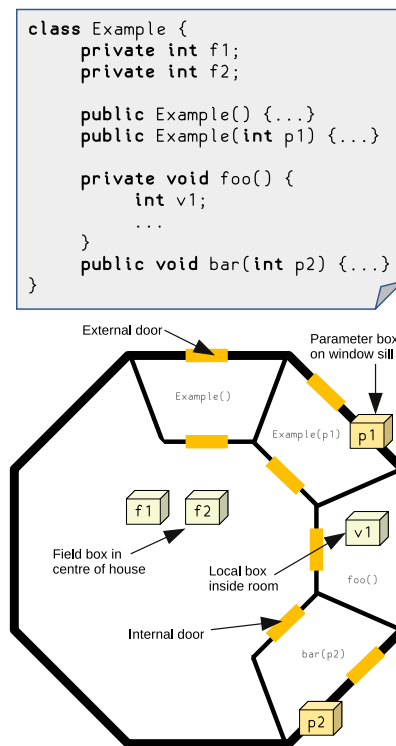 class Example {
private int f1;
private int f2;
public Example() {...}
public Example(int p1) {...}
private void foo() {
int v1;
...
}
public void bar(int p2) {...}
}
External door
Parameter box
on window sill
Example()
Example(p1)
p1
f1
f2
v1
Field box in
centre of house
Local box
inside room
foo()
Internal door
bar(p2)
p2